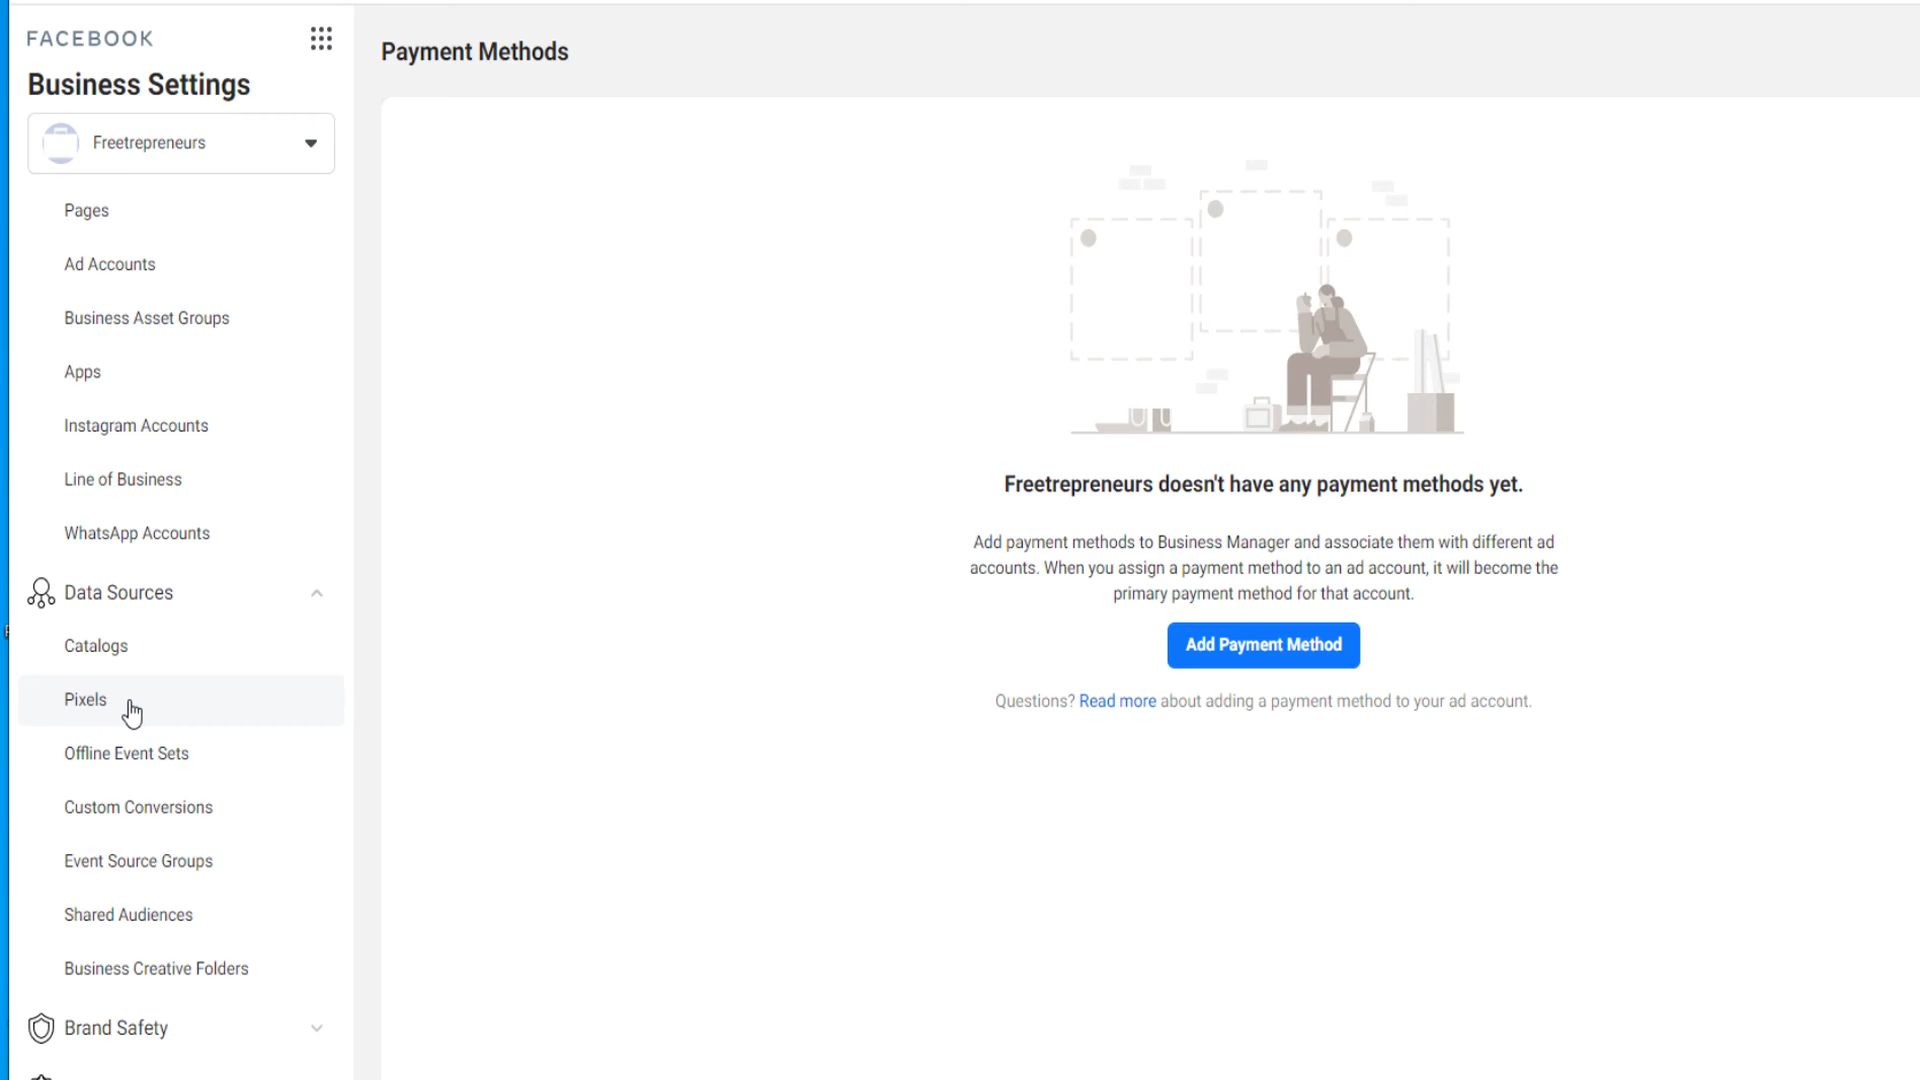 FACEBOOK
Business Settings
Freetrepreneurs
Pages
Ad Accounts
Business Asset Groups
Apps
Instagram Accounts
Line of Business
WhatsApp Accounts
Data Sources
Catalogs
Pixels
Offline Event Sets
Custom Conversions
Event Source Groups
Shared Audiences
Business Creative Folders
Brand Safety
Payment Methods
Freetrepreneurs doesn't have any payment methods yet.
Add payment methods to Business Manager and associate them with different ad
accounts. When you assign a payment method to an ad account, it will become the
primary payment method for that account.
Add Payment Method
Questions? Read more about adding a payment method to your ad account.